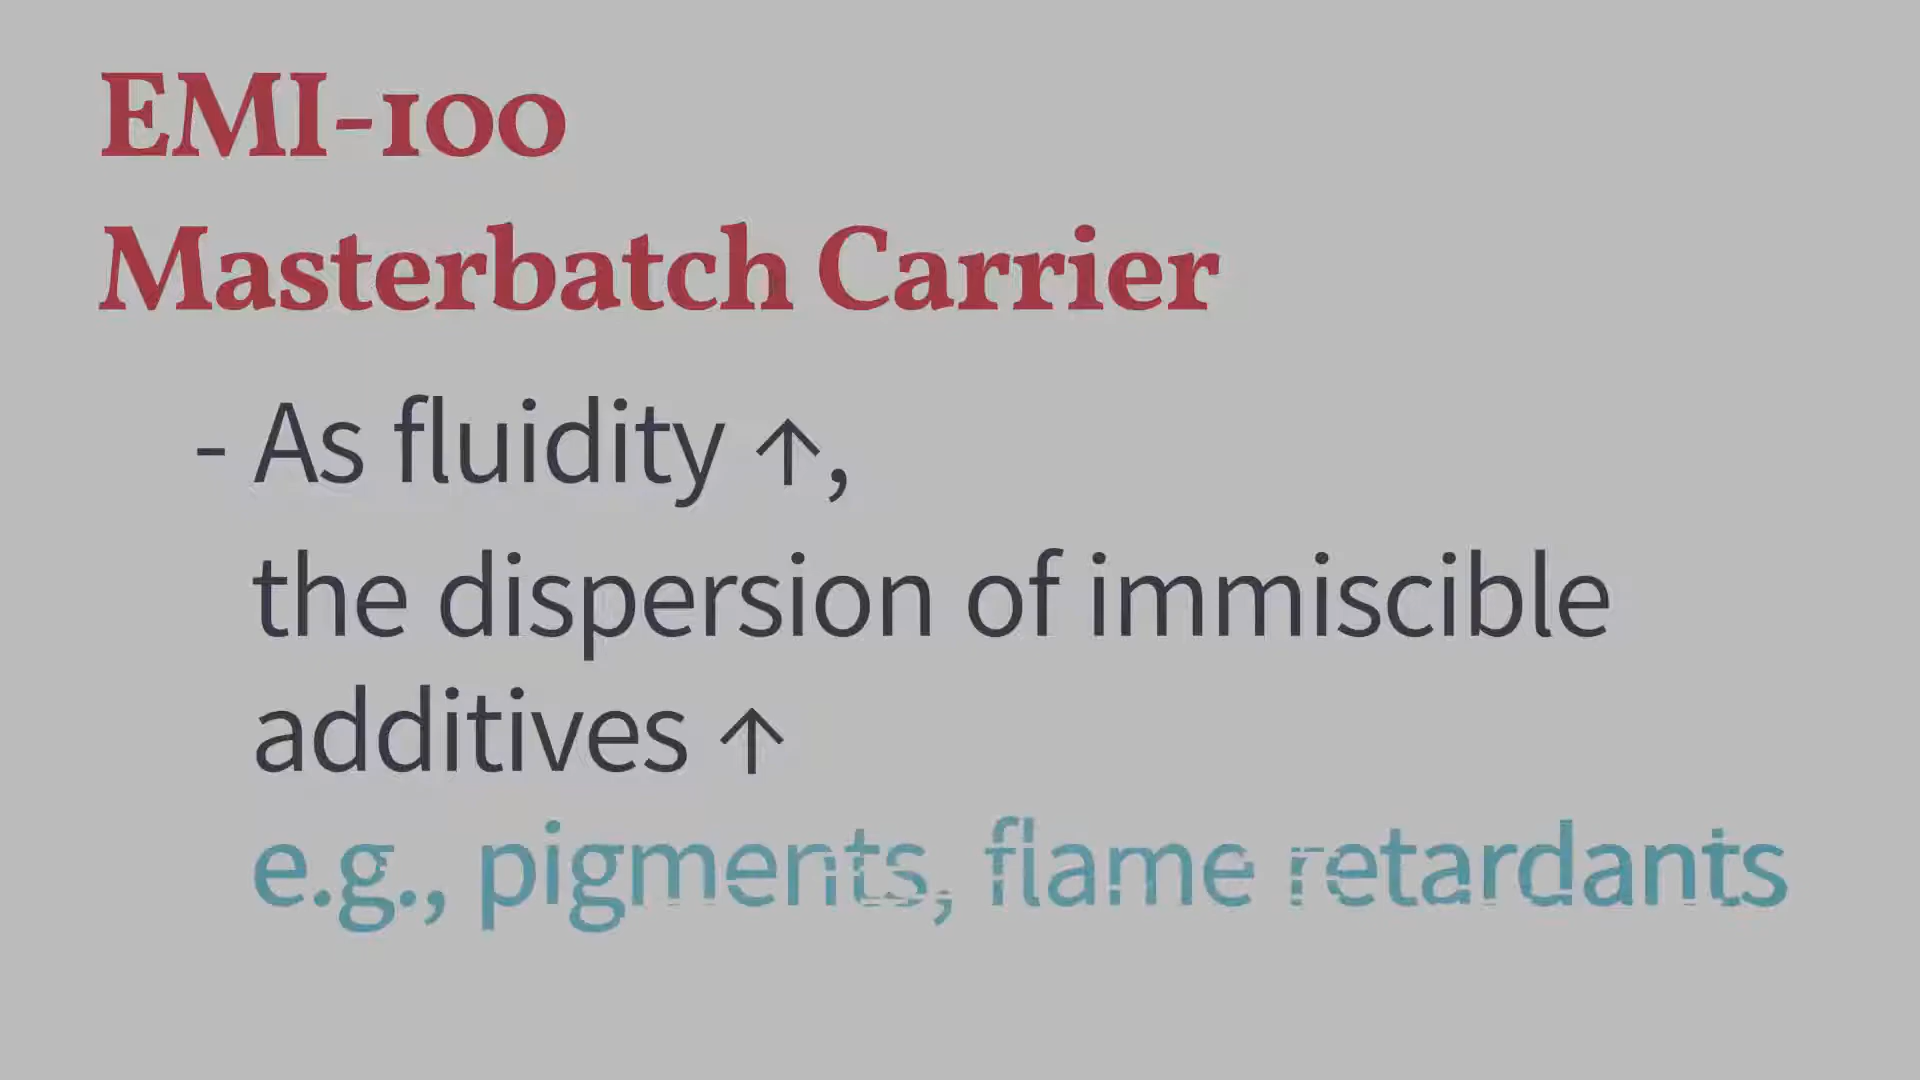 EMI-100
Masterbatch Carrier
- As fluidity ↑,
the dispersion of immiscible
additives ↑
e.g., pigments, flame retardants